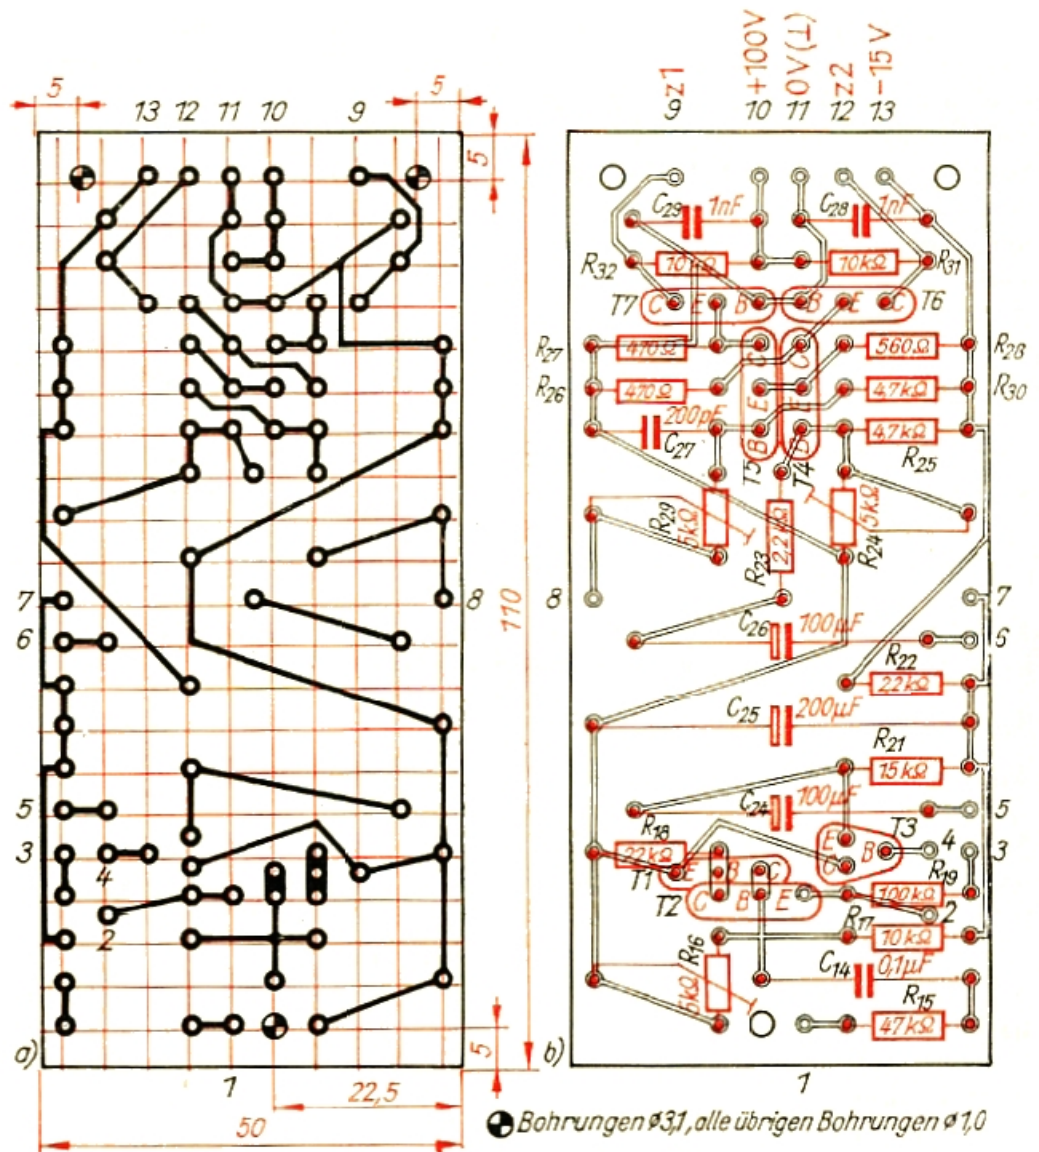 5
13 12 11 10 9
5
5
7
6
5
3
4
2
8
110
5
a)
1
22,5
50
z1
+100V
0V(⊥)
z2
-15V
9 10 11 12 13
C29 1nF
C28 1nF
R32 10kΩ
10kΩ R31
T7 C E B
B E C T6
R27 470Ω
C
C
560Ω R28
R26 470Ω
E
E
4,7kΩ R30
200pF
C27
B
B
4,7kΩ
R25
T5
T4
R29
5kΩ
R23
2,2kΩ
R24
5kΩ
8
7
C26 100µF
6
R22
22kΩ
C25 200µF
R21
15kΩ
C24 100µF
5
R18
22kΩ
E
B
C
T3
4
3
T1 E B C
R19
100kΩ
T2 C B E
2
R17
10kΩ
R16
5kΩ
C14 0,1µF
R15
47kΩ
b)
1
Bohrungen ø3,1, alle übrigen Bohrungen ø1,0